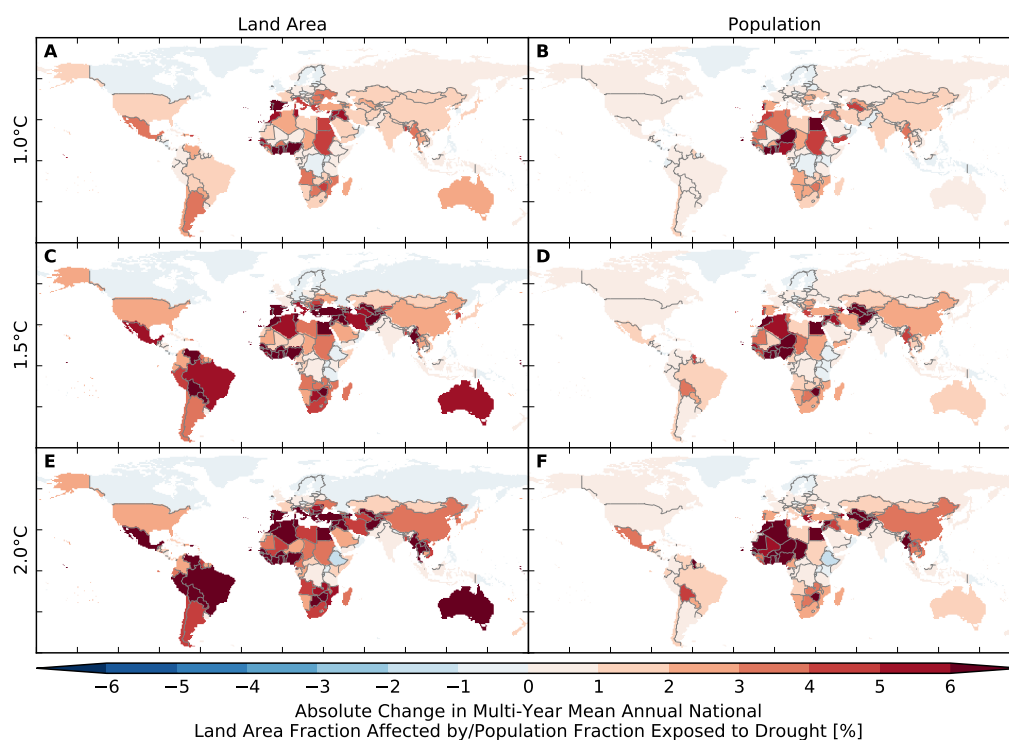 Land Area
Population
A
B
1.0°C
C
D
1.5°C
E
F
2.0°C
−6 −5 −4 −3 −2 −1 0 1 2 3 4 5 6
Absolute Change in Multi-Year Mean Annual National
Land Area Fraction Affected by/Population Fraction Exposed to Drought [%]